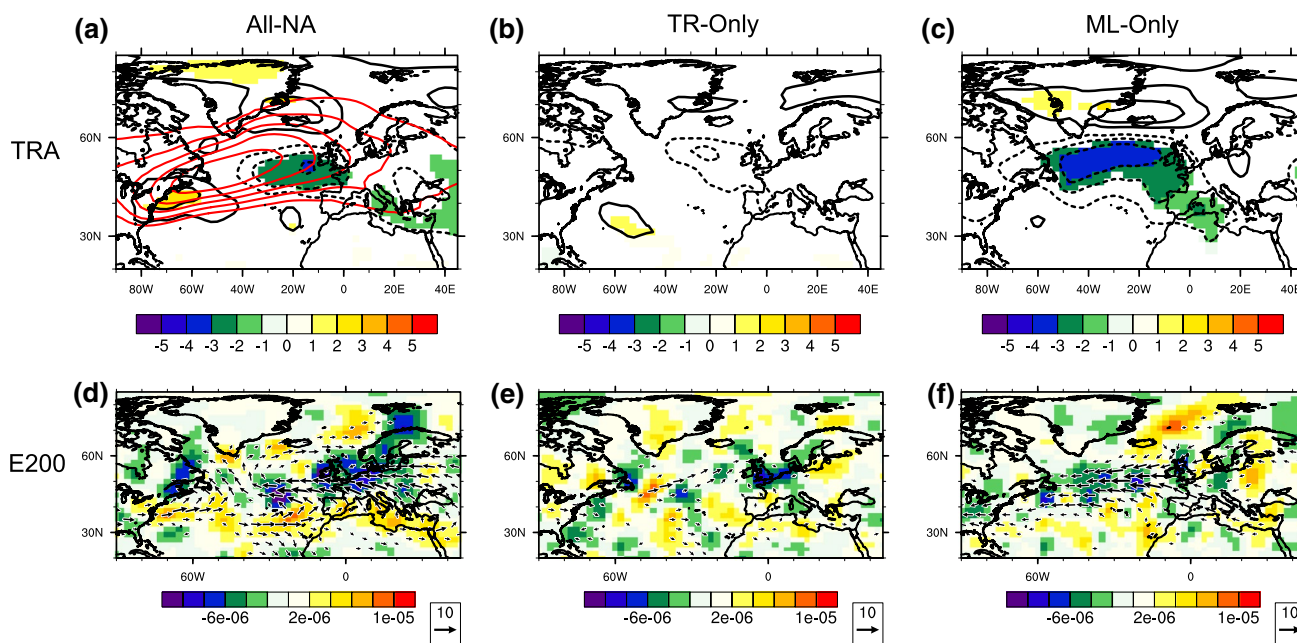 All-NA TR-Only ML-Only
(a) (b) (c)
TRA
60N 60N 60N
30N 30N 30N
80W 60W 40W 20W 0 20E 40E 80W 60W 40W 20W 0 20E 40E 80W 60W 40W 20W 0 20E 40E
-5 -4 -3 -2 -1 0 1 2 3 4 5 -5 -4 -3 -2 -1 0 1 2 3 4 5 -5 -4 -3 -2 -1 0 1 2 3 4 5
(d) (e) (f)
E200
60N 60N 60N
30N 30N 30N
60W 0 60W 0 60W 0
-6e-06 2e-06 1e-05 10 -6e-06 2e-06 1e-05 10 -6e-06 2e-06 1e-05 10